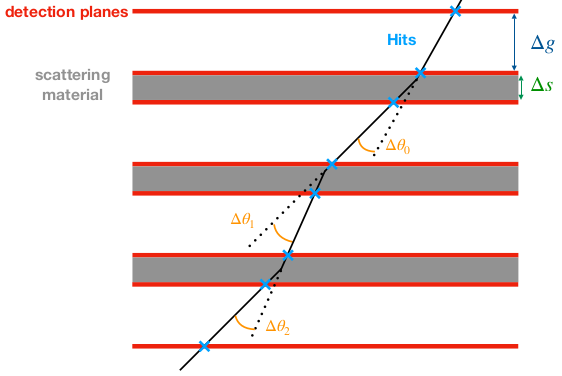 detection planes
Hits
Δg
scattering
material
Δs
Δθ₀
Δθ₁
Δθ₂